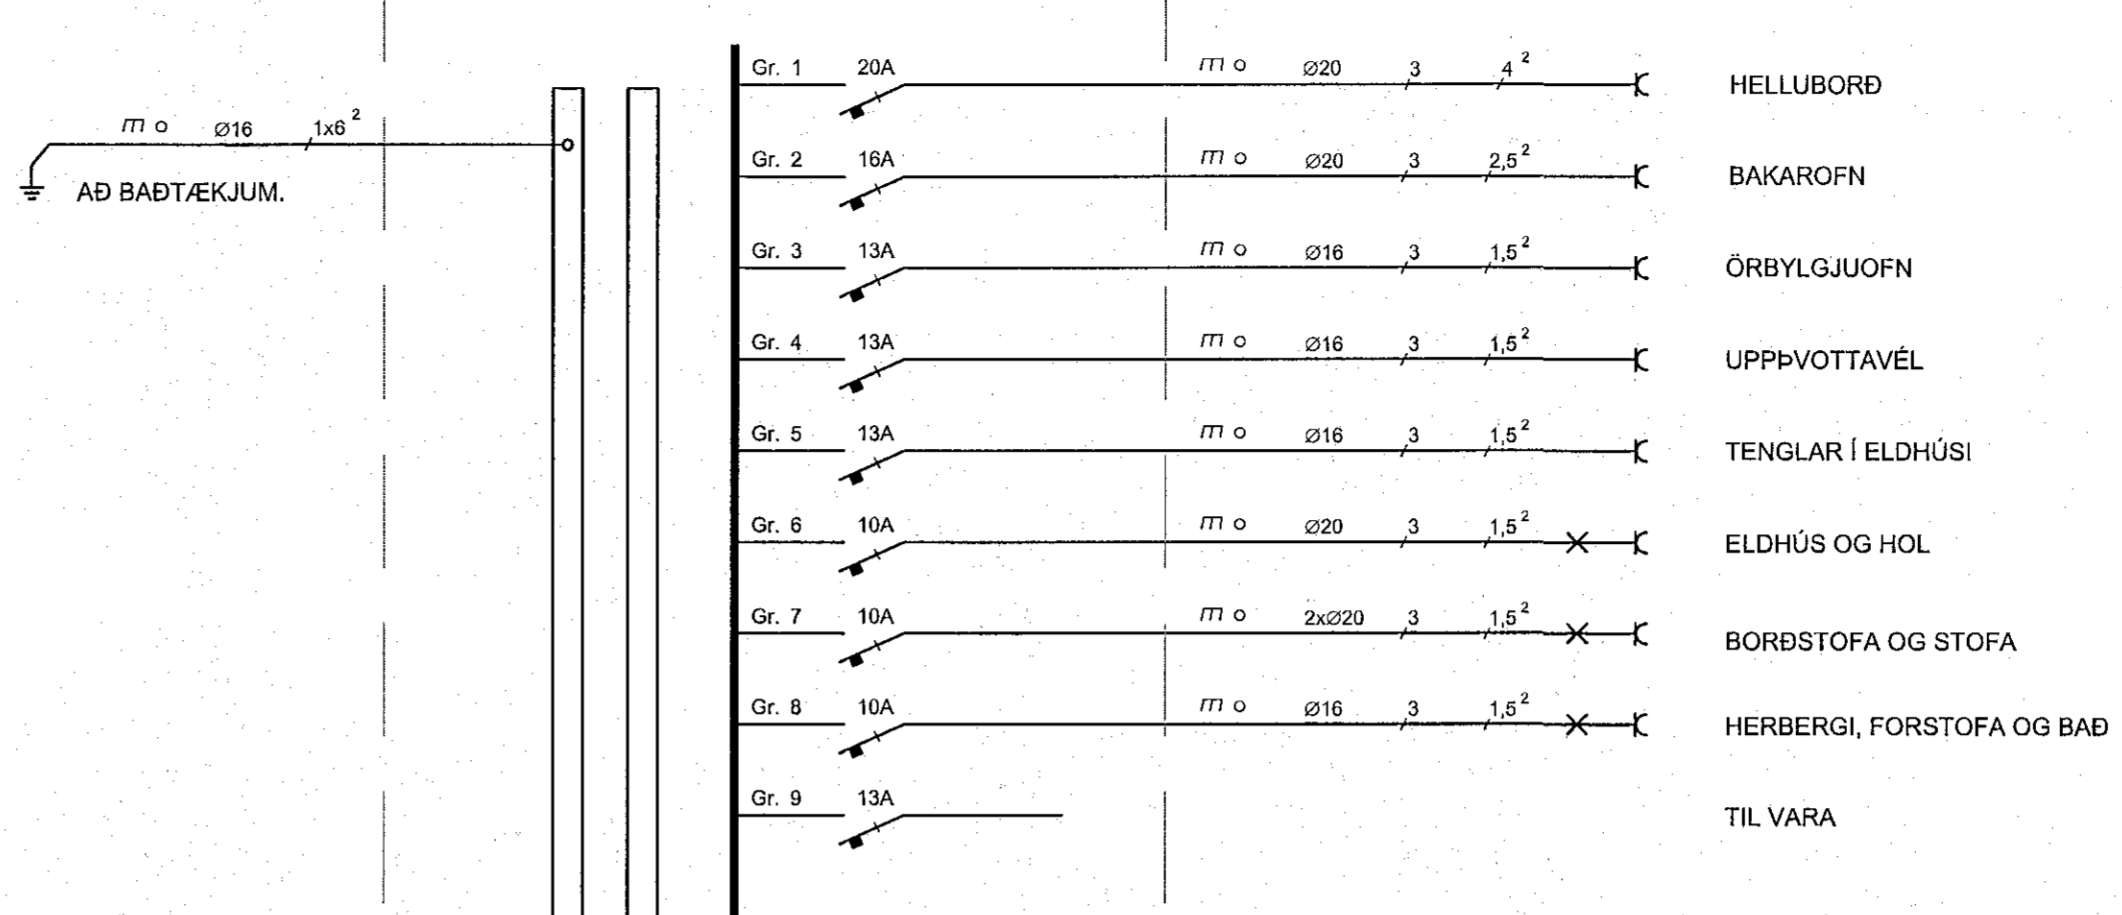 Gr. 1 20A m o Ø20 3 4² HELLUBORÐ
m o Ø16 1x6²
Gr. 2 16A m o Ø20 3 2,5² BAKAROFN
AÐ BAÐTÆKJUM.
Gr. 3 13A m o Ø16 3 1,5² ÖRBYLGJUOFN
Gr. 4 13A m o Ø16 3 1,5² UPPÞVOTTAVÉL
Gr. 5 13A m o Ø16 3 1,5² TENGLAR Í ELDHÚSI
Gr. 6 10A m o Ø20 3 1,5² ELDHÚS OG HOL
Gr. 7 10A m o 2xØ20 3 1,5² BORÐSTOFA OG STOFA
Gr. 8 10A m o Ø16 3 1,5² HERBERGI, FORSTOFA OG BAÐ
Gr. 9 13A TIL VARA